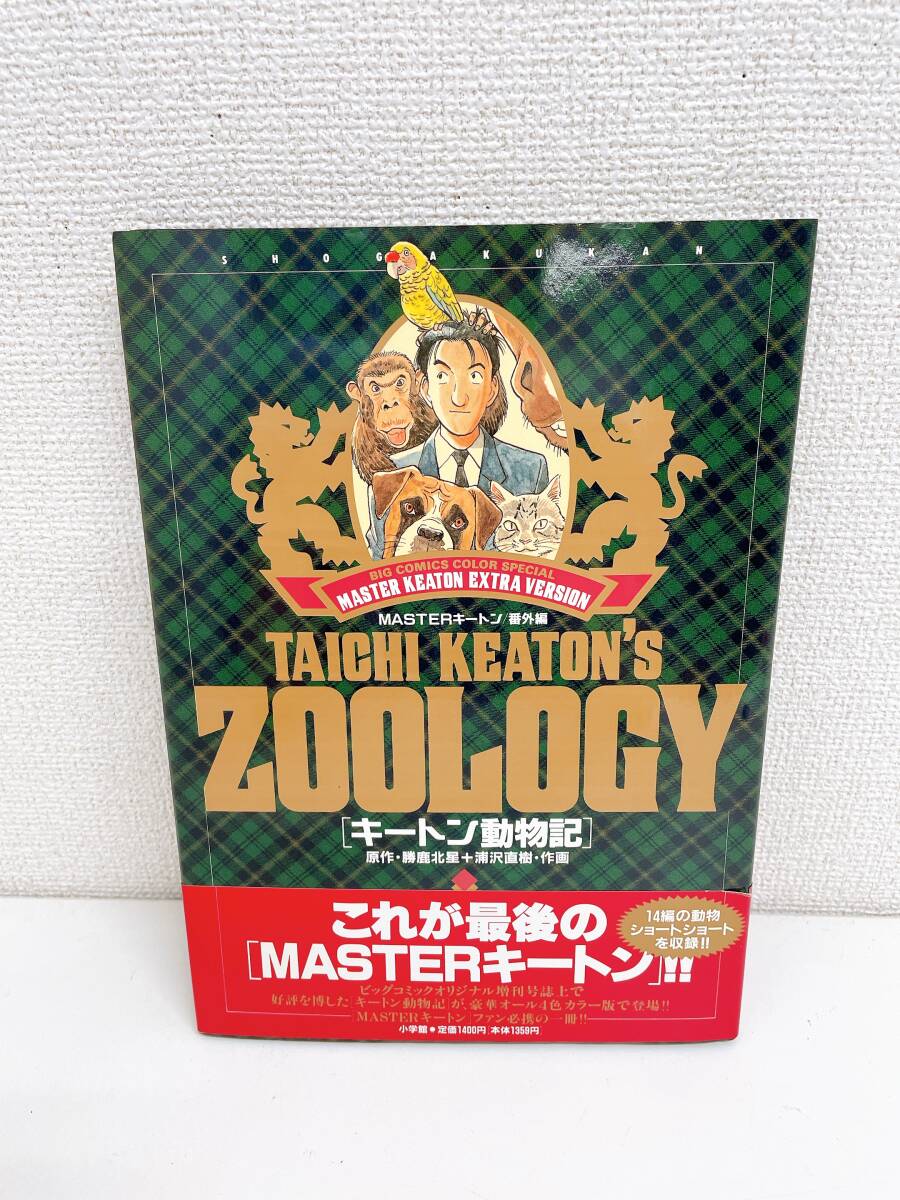 SHOGAKUKAN
BIG COMICS COLOR SPECIAL
MASTER KEATON EXTRA VERSION
MASTERキートン/番外編
TAICHI KEATON'S
ZOOLOGY
[キートン動物記]
原作・勝鹿北星+浦沢直樹・作画
これが最後の
[MASTERキートン]!!
14編の動物
ショートショート
を収録!!
ビッグコミックオリジナル増刊号誌上で
好評を博した[キートン動物記]が、豪華オール4色カラー版で登場!!
[MASTERキートン]ファン必携の一冊!!
小学館●定価1400円[本体1359円]